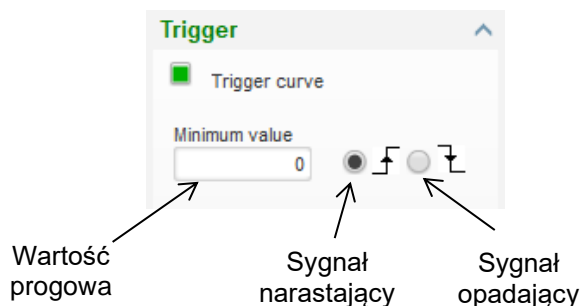 Trigger
Trigger curve
Minimum value
0
Wartość
progowa
Sygnał
narastający
Sygnał
opadający